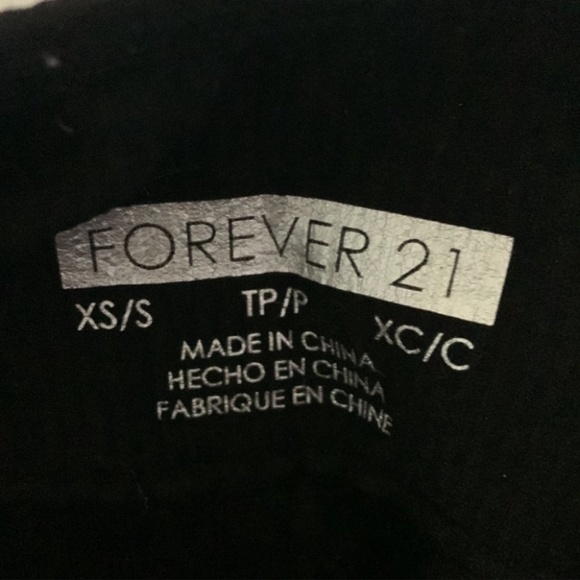 FOREVER 21
XS/S TP/P XC/C
MADE IN CHINA
HECHO EN CHINA
FABRIQUE EN CHINE